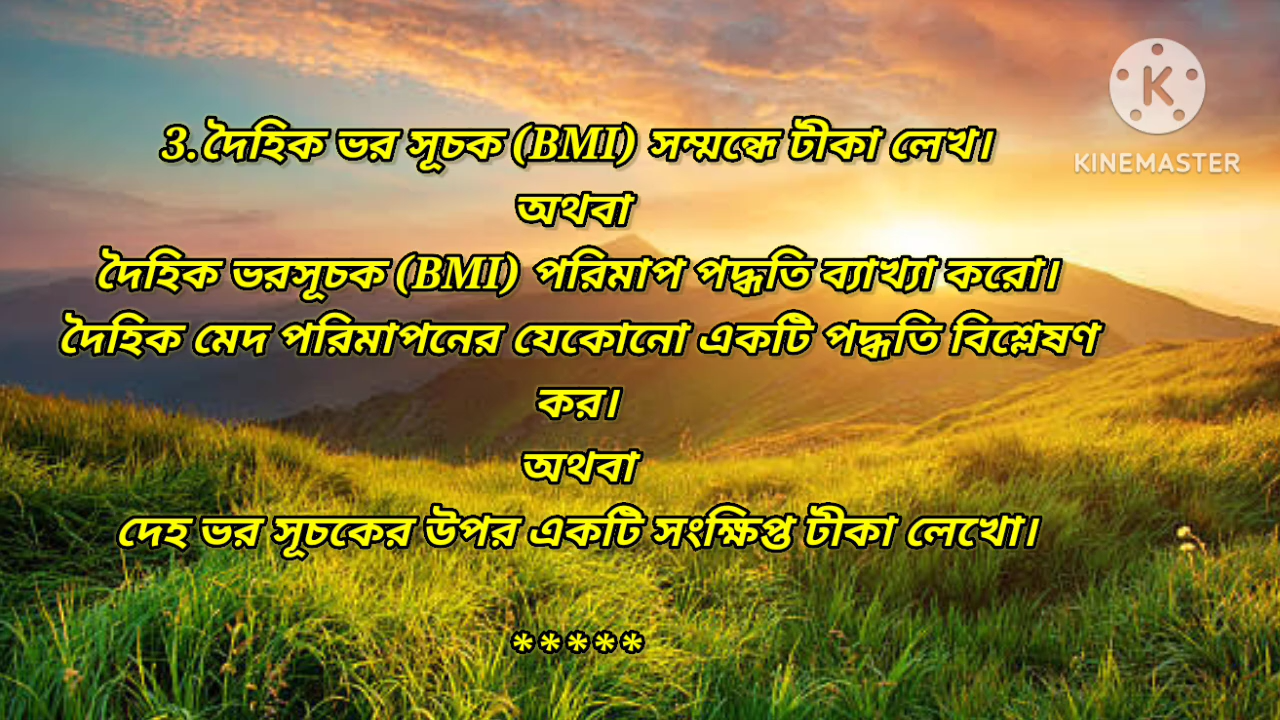 3.দৈহিক ভর সূচক (BMI) সম্মন্ধে টীকা লেখ।
অথবা
দৈহিক ভরসূচক (BMI) পরিমাপ পদ্ধতি ব্যাখ্যা করো।
দৈহিক মেদ পরিমাপনের যেকোনো একটি পদ্ধতি বিশ্লেষণ
কর।
অথবা
দেহ ভর সূচকের উপর একটি সংক্ষিপ্ত টীকা লেখো।
*****
K
KINEMASTER